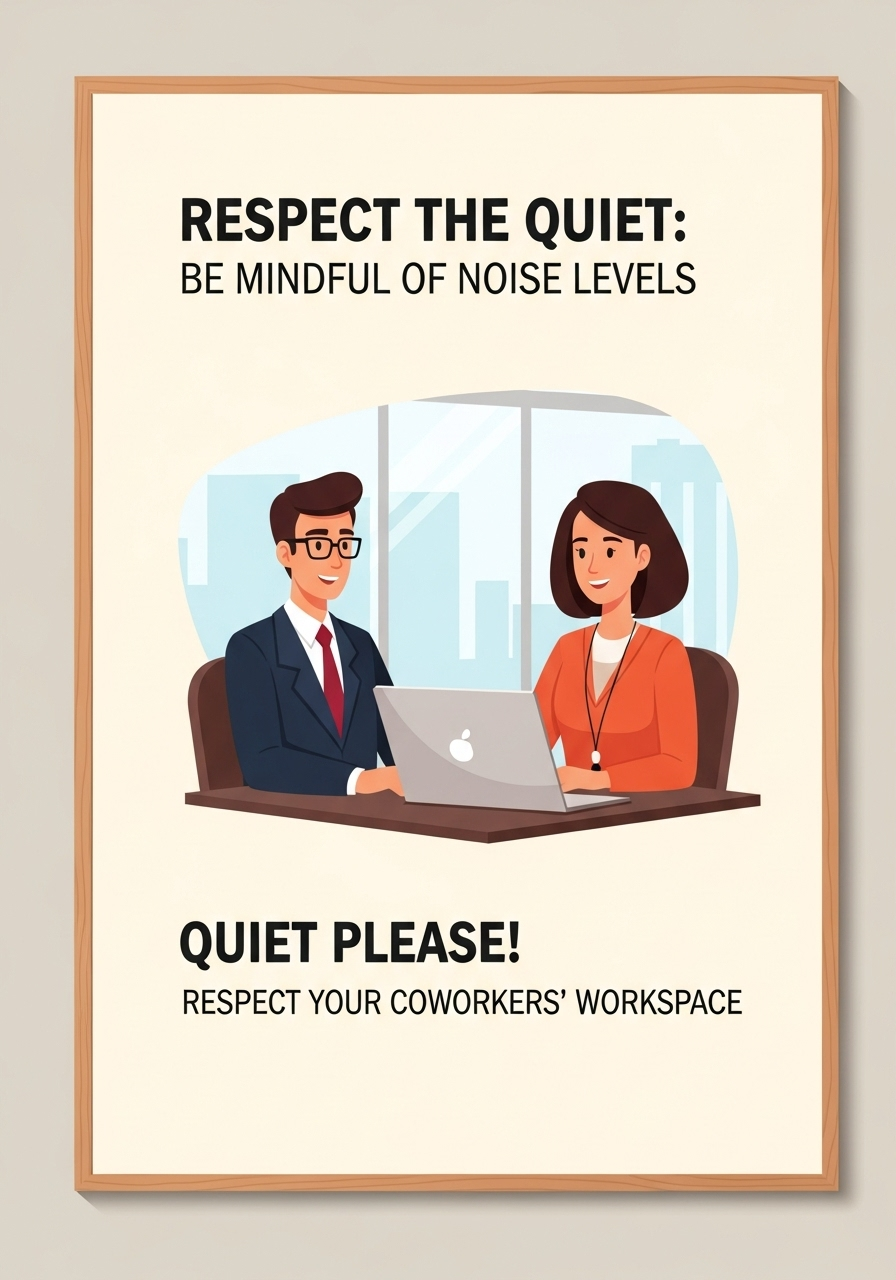 RESPECT THE QUIET:
BE MINDFUL OF NOISE LEVELS
QUIET PLEASE!
RESPECT YOUR COWORKERS’ WORKSPACE